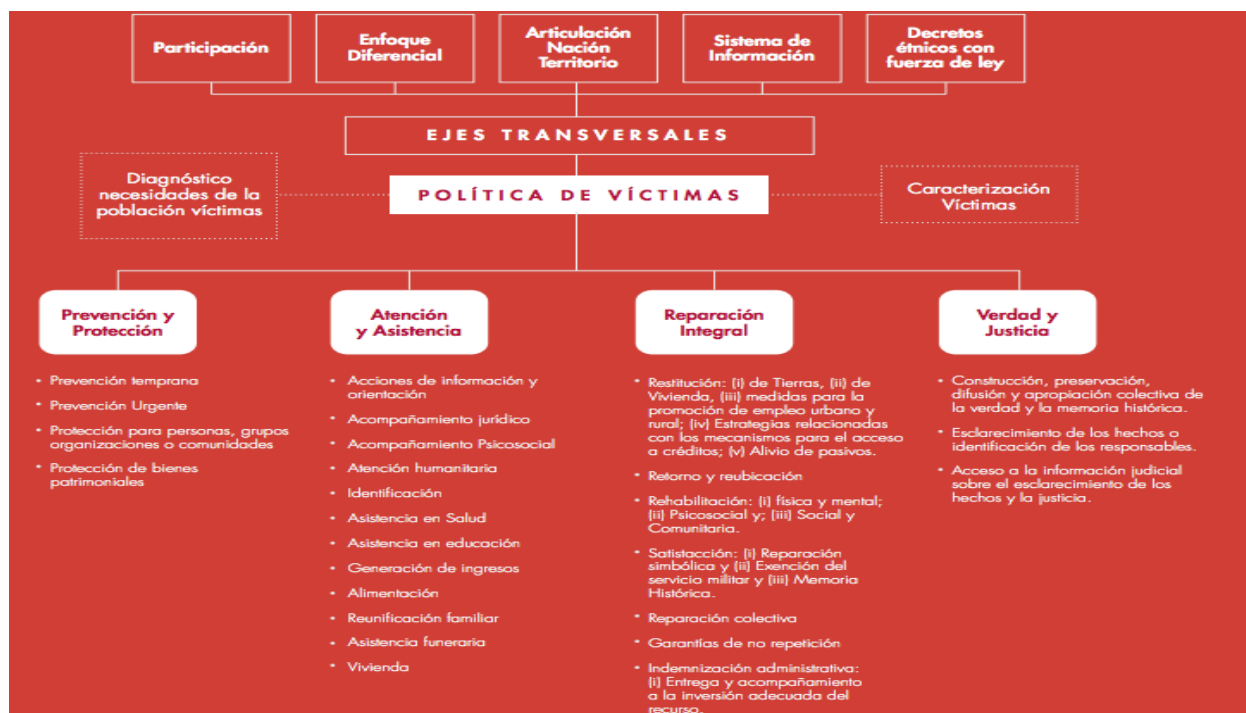 Participación
Enfoque
Diferencial
Articulación
Nación
Territorio
Sistema de
Información
Decretos
étnicos con
fuerza de ley
EJES TRANSVERSALES
Diagnóstico
necesidades de la
población víctimas
POLÍTICA DE VÍCTIMAS
Caracterización
Víctimas
Prevención y
Protección
• Prevención temprana
• Prevención Urgente
• Protección para personas, grupos
organizaciones o comunidades
• Protección de bienes
patrimoniales
Atención
y Asistencia
• Acciones de información y
orientación
• Acompañamiento jurídico
• Acompañamiento Psicosocial
• Atención humanitaria
• Identificación
• Asistencia en Salud
• Asistencia en educación
• Generación de ingresos
• Alimentación
• Reunificación familiar
• Asistencia funeraria
• Vivienda
Reparación
Integral
• Restitución: (i) de Tierras, (ii) de
Vivienda, (iii) medidas para la
promoción de empleo urbano y
rural; (iv) Estrategias relacionadas
con los mecanismos para el acceso
a créditos; (v) Alivio de pasivos.
• Retorno y reubicación
• Rehabilitación: (i) física y mental;
(ii) Psicosocial y; (iii) Social y
Comunitaria.
• Satisfacción: (i) Reparación
simbólica y (ii) Exención del
servicio militar y (iii) Memoria
Histórica.
• Reparación colectiva
• Garantías de no repetición
• Indemnización administrativa:
(i) Entrega y acompañamiento
a la inversión adecuada del
recurso.
Verdad y
Justicia
• Construcción, preservación,
difusión y apropiación colectiva de
la verdad y la memoria histórica.
• Esclarecimiento de los hechos o
identificación de los responsables.
• Acceso a la información judicial
sobre el esclarecimiento de los
hechos y la justicia.